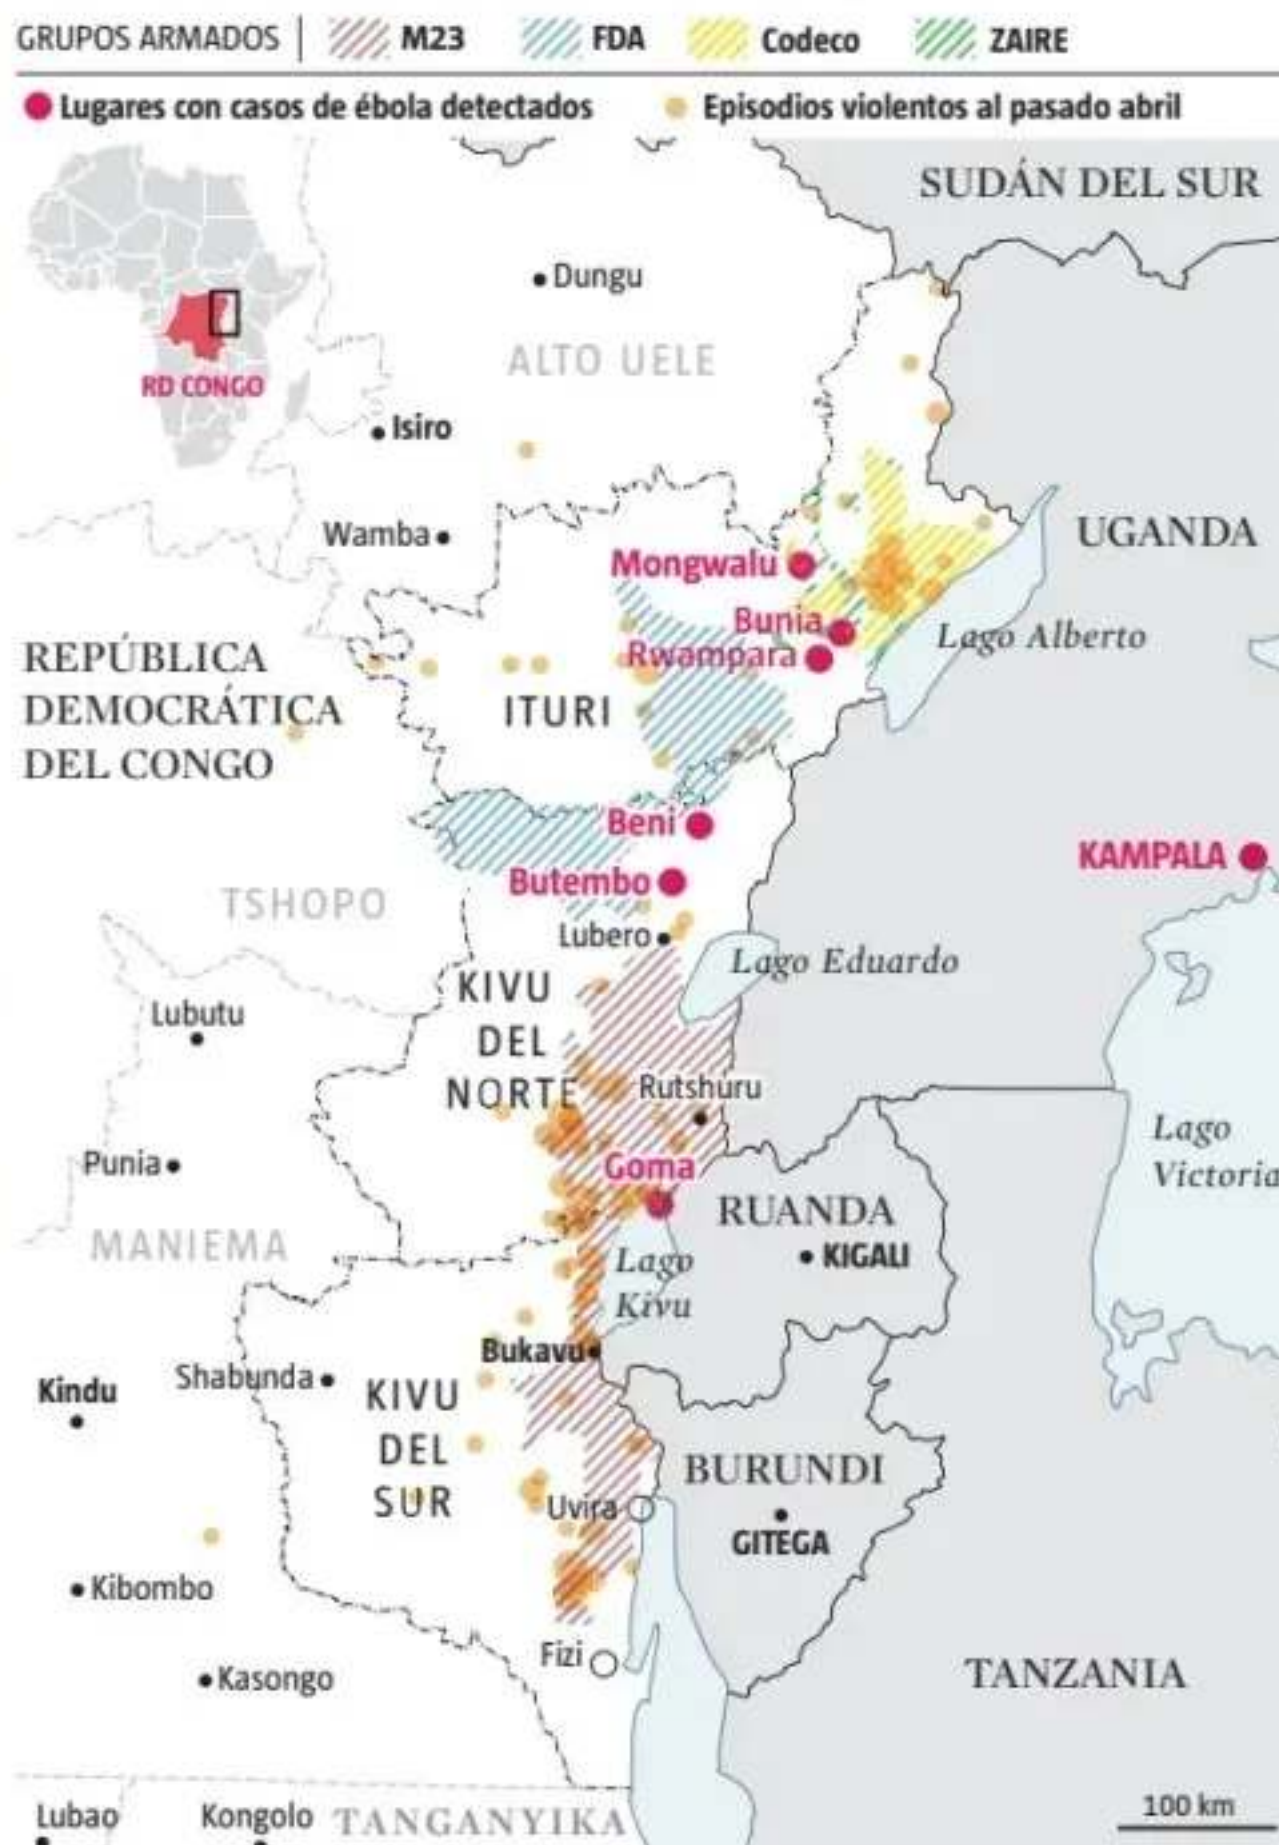 GRUPOS ARMADOS | M23 FDA Codeco ZAIRE
Lugares con casos de ébola detectados Episodios violentos al pasado abril
SUDÁN DEL SUR
Dungu
ALTO UELE
RD CONGO
Isiro
Wamba
UGANDA
Mongwalu
Bunia
Lago Alberto
Rwampara
REPÚBLICA
DEMOCRÁTICA
DEL CONGO
ITURI
Beni
KAMPALA
Butembo
TSHOPO
Lubero
Lago Eduardo
KIVU
DEL
NORTE
Lubutu
Rutshuru
Lago
Victoria
Punia
Goma
RUANDA
KIGALI
MANIEMA
Lago
Kivu
Bukavu
Shabunda
Kindu
KIVU
DEL
SUR
BURUNDI
GITEGA
Uvira
Kibombo
Fizi
Kasongo
TANZANIA
100 km
Lubao
Kongolo
TANGANYIKA